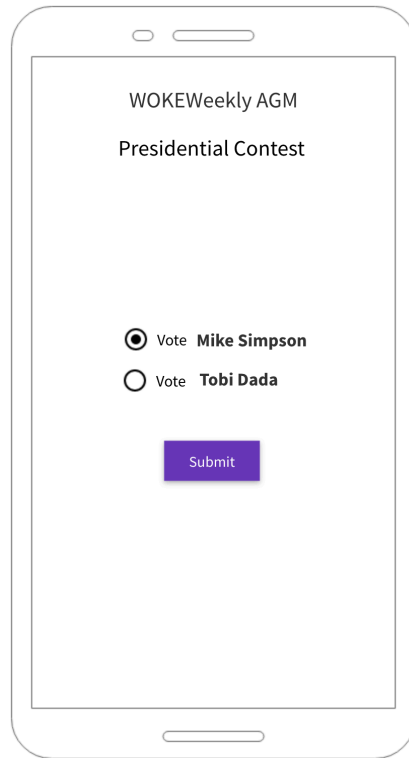 WOKEWeekly AGM
Presidential Contest
Vote Mike Simpson
Vote Tobi Dada
Submit